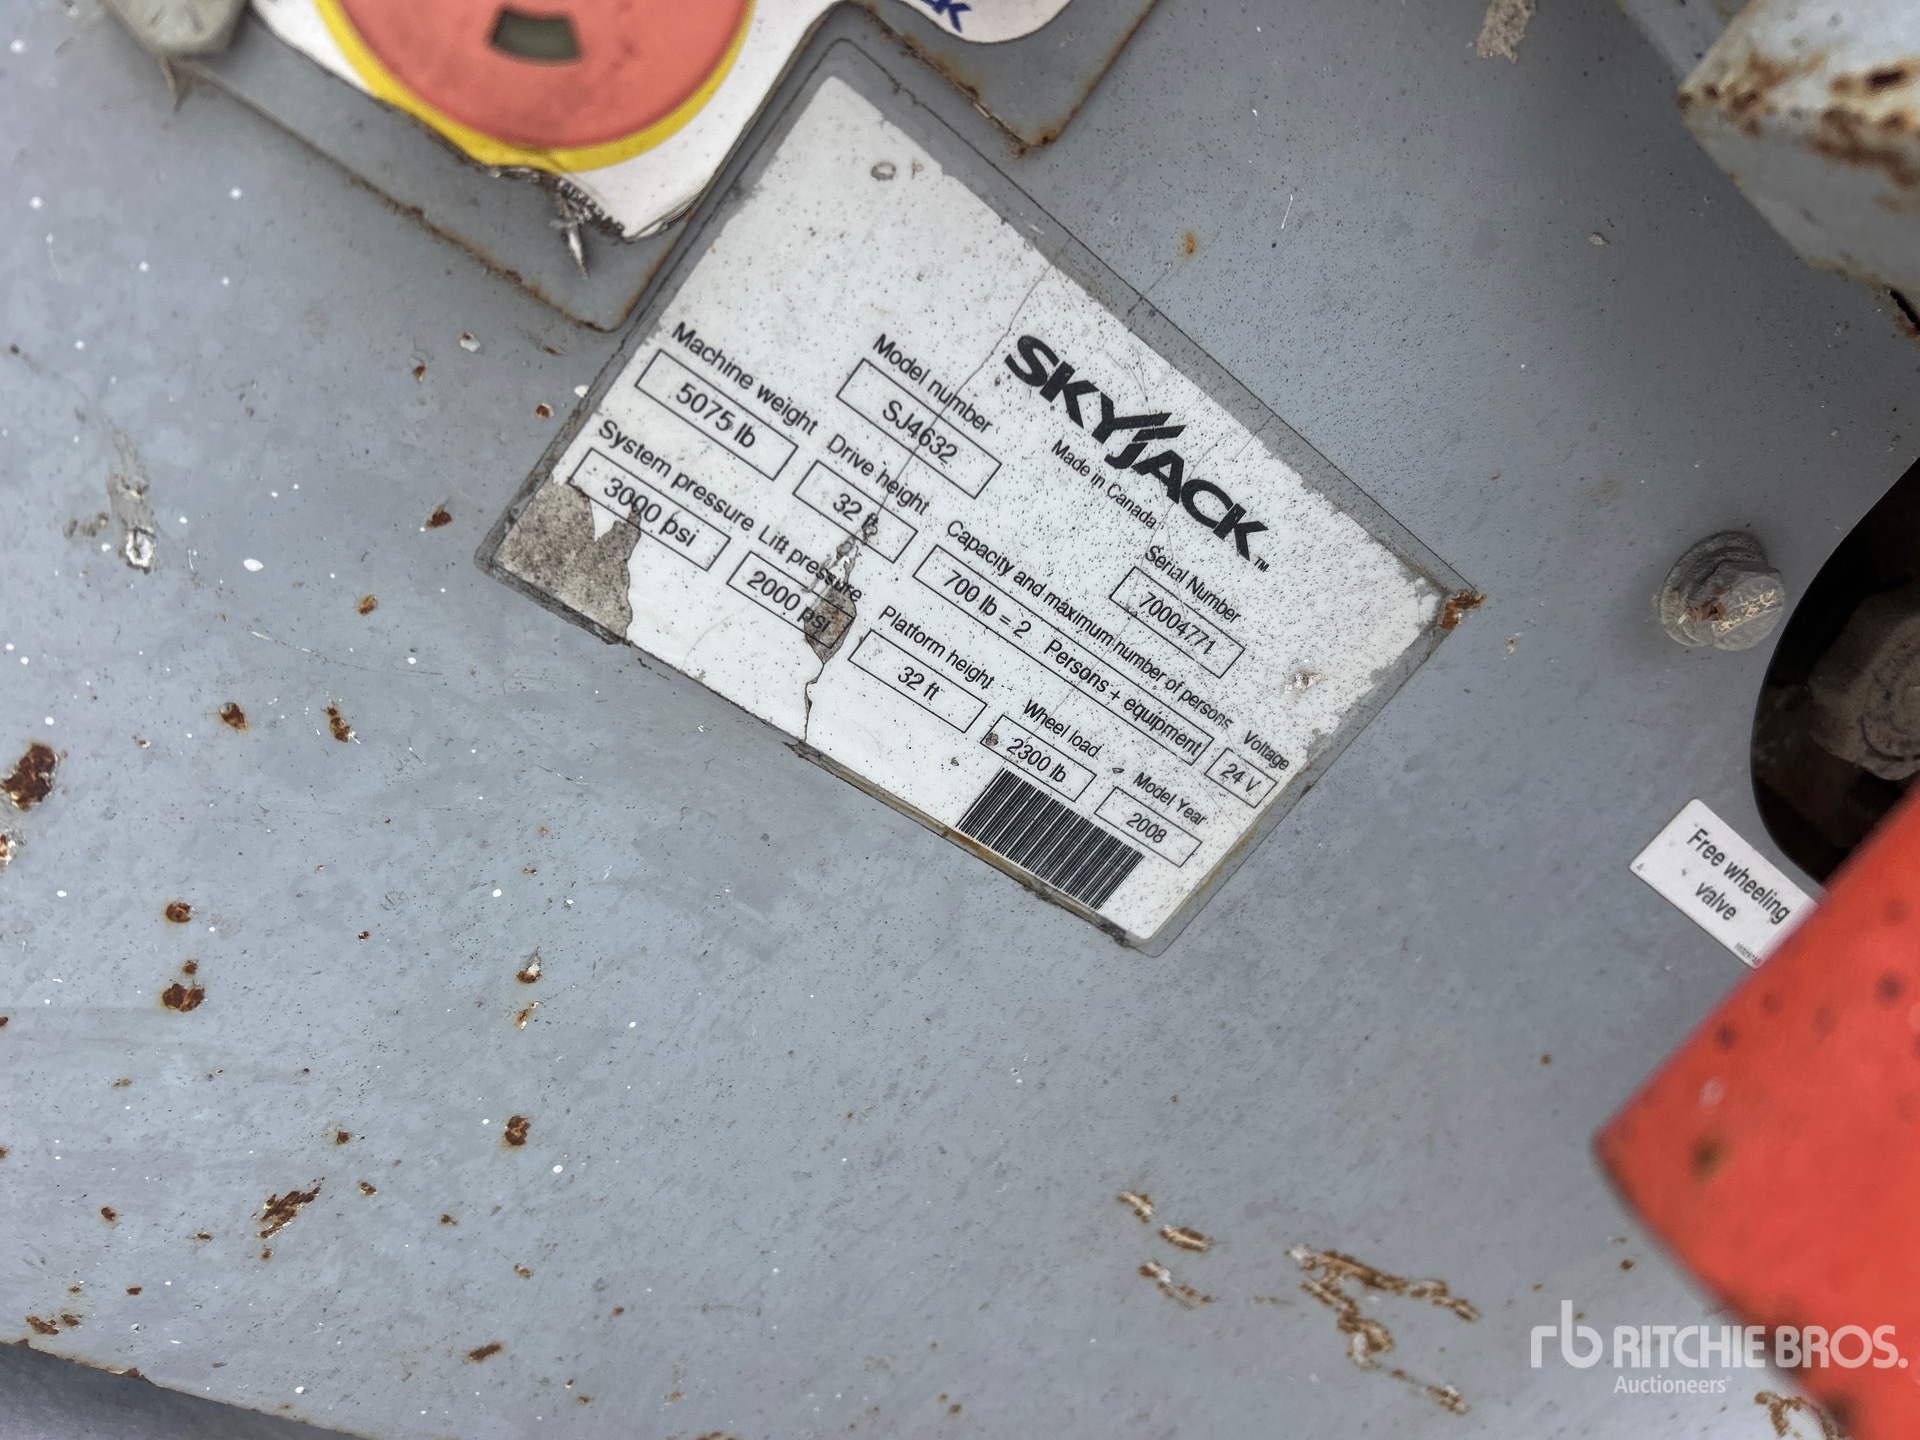 SKYJACK™
Made in Canada
Model number
SJ4632
Serial Number
70004771
Machine weight
5075 lb
Drive height
32 ft
Capacity and maximum number of persons
700 lb = 2 Persons + equipment
Voltage
24 V
System pressure
3000 psi
Lift pressure
2000 psi
Platform height
32 ft
Wheel load
2300 lb
Model Year
2008
Free wheeling
valve
rb RITCHIE BROS.
Auctioneers